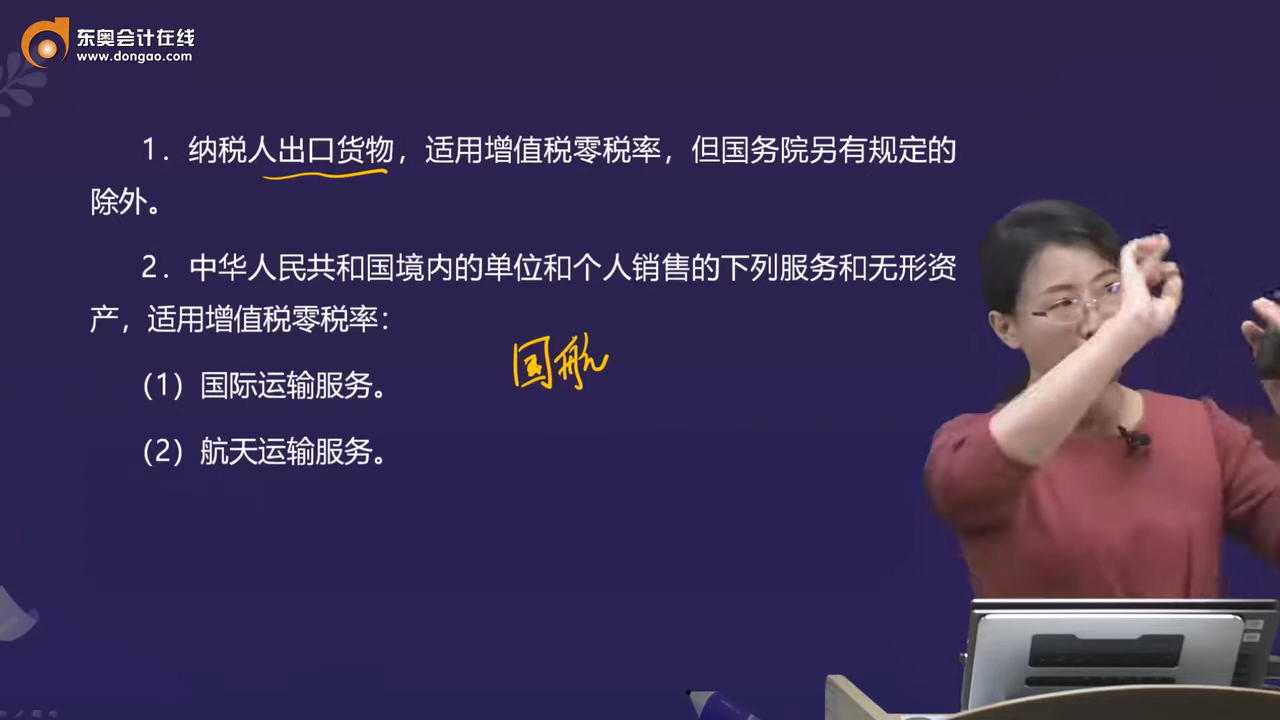 东奥会计在线
www.dongao.com
1. 纳税人出口货物，适用增值税零税率，但国务院另有规定的
除外。
2. 中华人民共和国境内的单位和个人销售的下列服务和无形资
产，适用增值税零税率：
（1）国际运输服务。
国航
（2）航天运输服务。